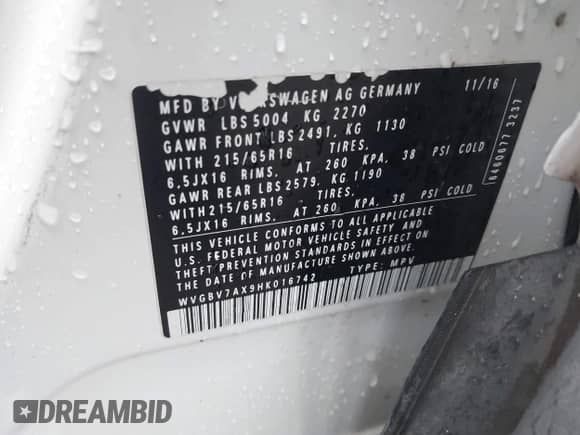 MFD BY VOLKSWAGEN AG GERMANY 11/16
GVWR LBS 5004 KG 2270
GAWR FRONT LBS 2491. KG 1130
WITH 215/65R16 TIRES.
6.5JX16 RIMS. AT 260 KPA. 38 PSI COLD
GAWR REAR LBS 2579. KG 1190
WITH215/65R16 TIRES.
6.5JX16 RIMS. AT 260 KPA. 38 PSI COLD
THIS VEHICLE CONFORMS TO ALL APPLICABLE
U.S. FEDERAL MOTOR VEHICLE SAFETY AND
THEFT PREVENTION STANDARDS IN EFFECT ON
THE DATE OF MANUFACTURE SHOWN ABOVE.
WVGBV7AX9HK016742 TYPE: MPV
6460677 3237
DREAMBID